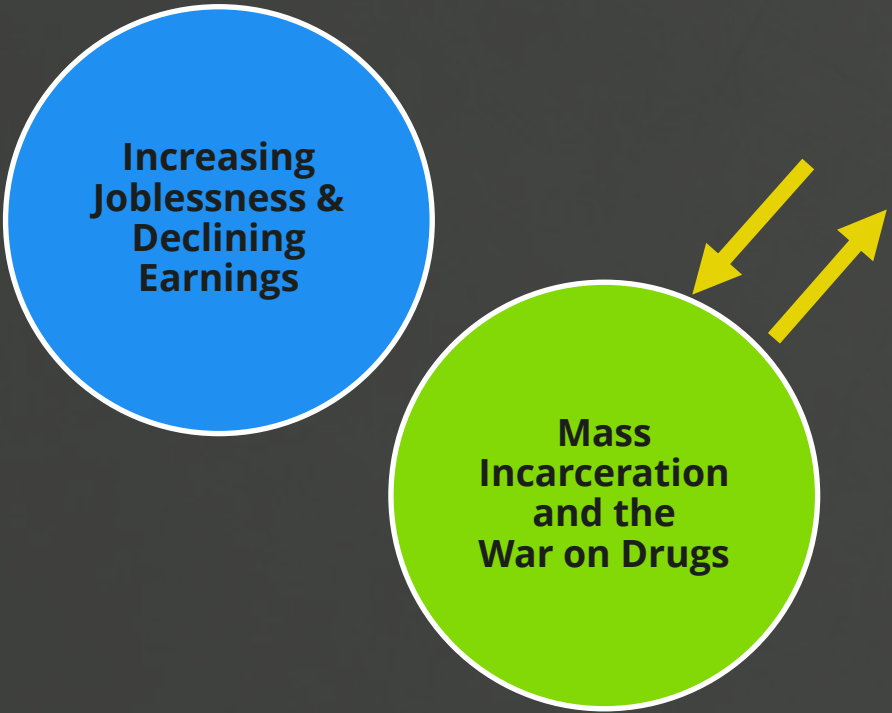 Increasing
Joblessness &
Declining
Earnings
Mass
Incarceration
and the
War on Drugs